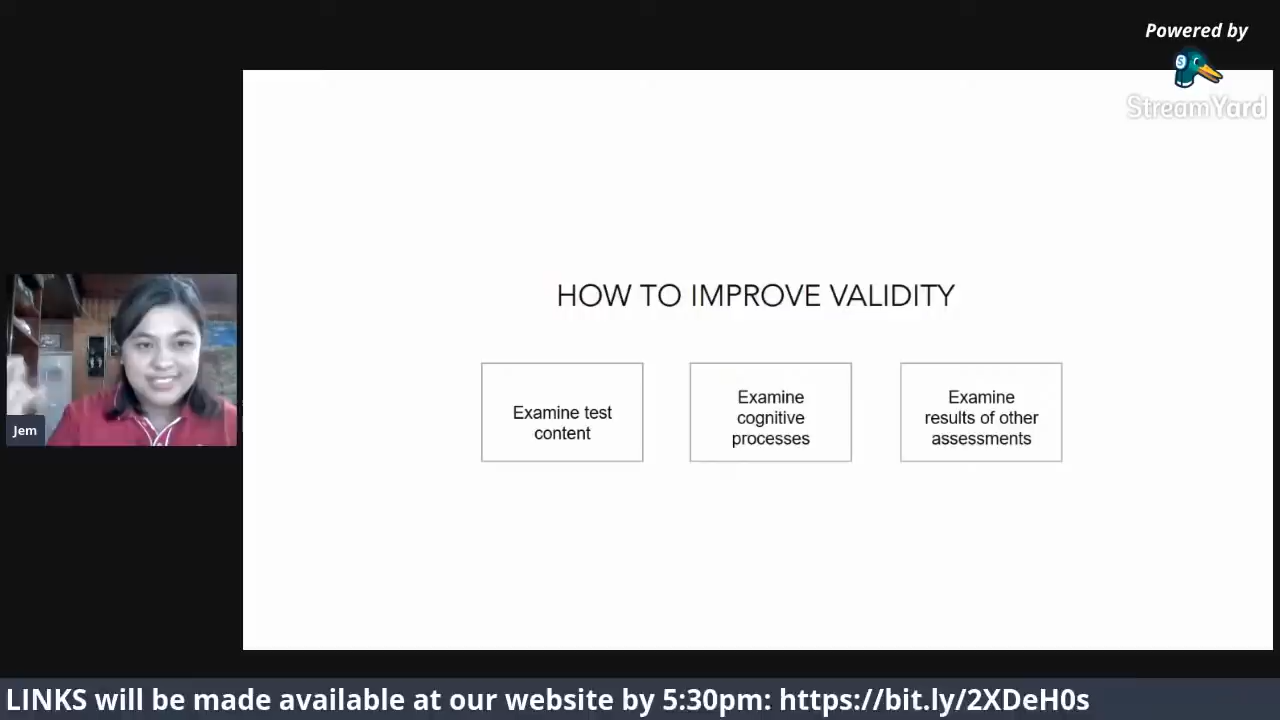 Powered by
StreamYard
HOW TO IMPROVE VALIDITY
Examine test
content
Examine
cognitive
processes
Examine
results of other
assessments
Jem
LINKS will be made available at our website by 5:30pm: https://bit.ly/2XDeH0s